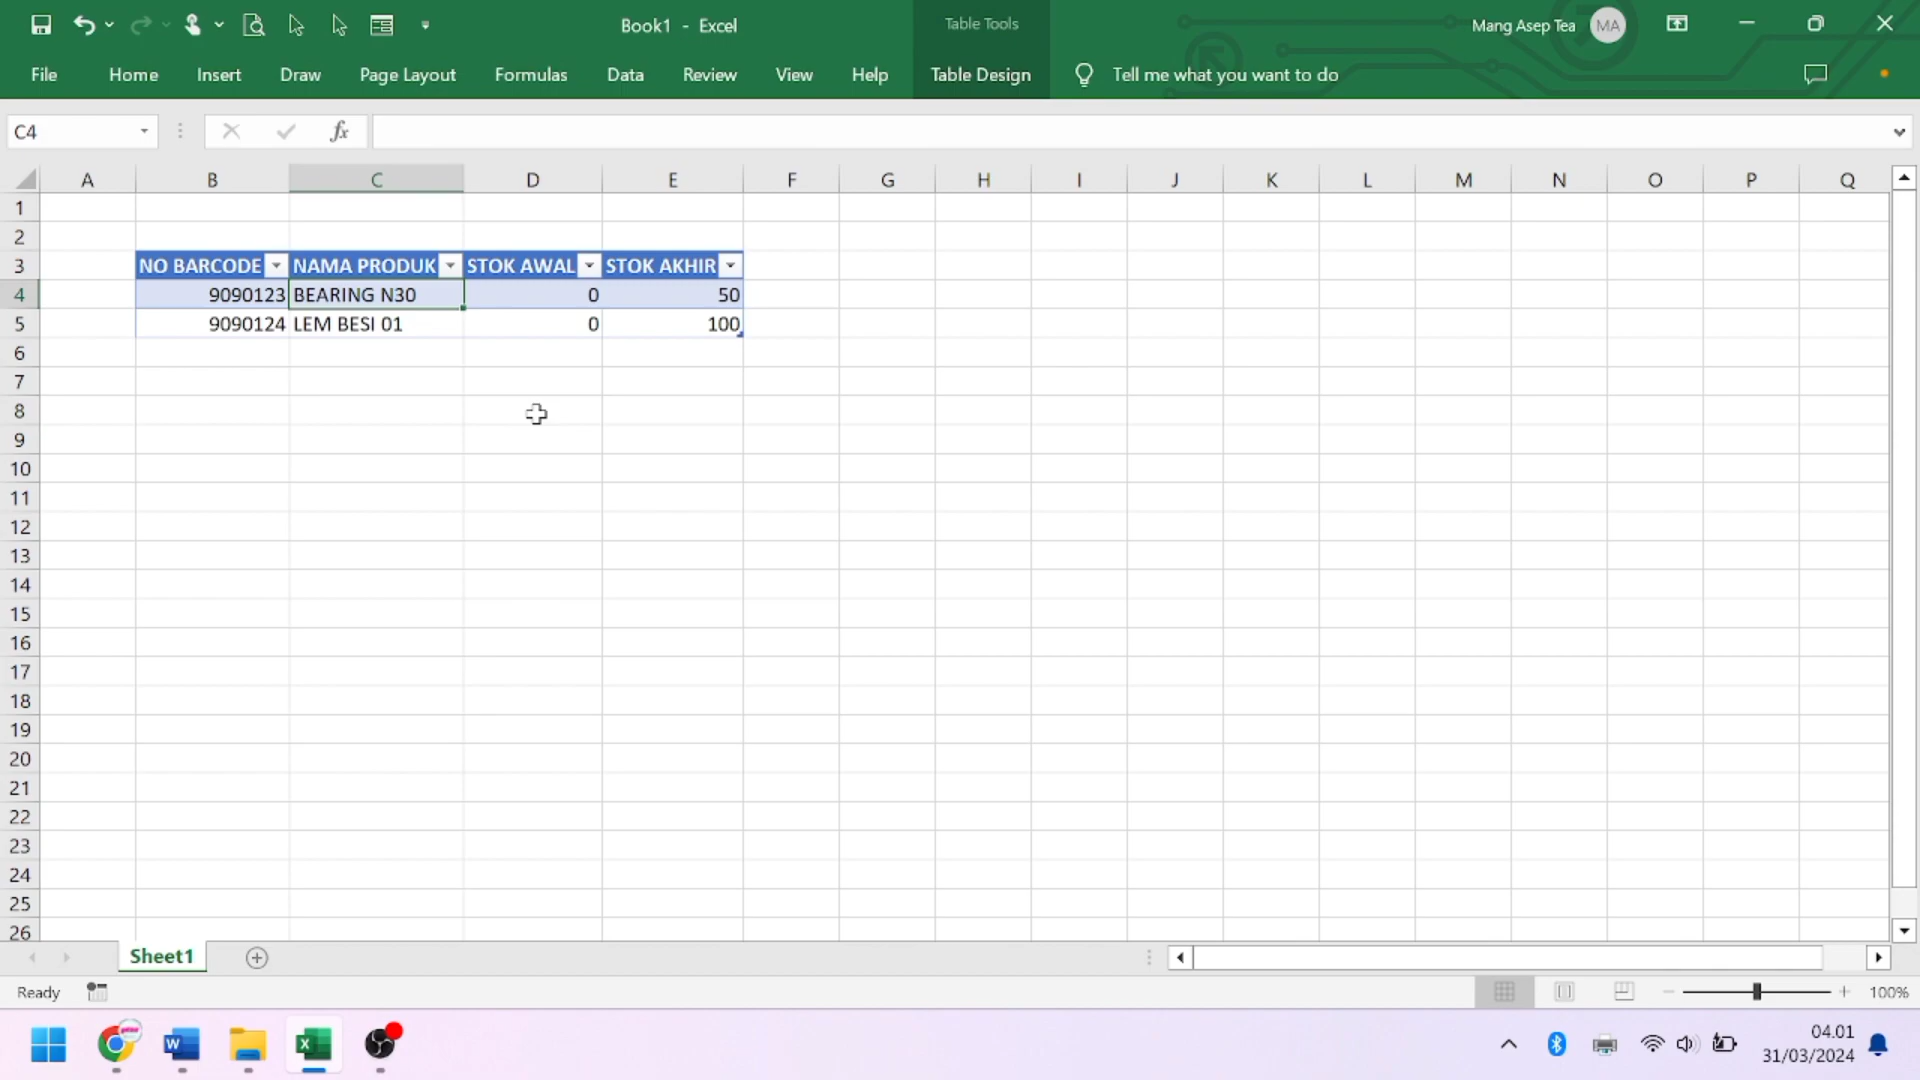 Book1 - Excel
Table Tools
Mang Asep Tea
MA
File
Home
Insert
Draw
Page Layout
Formulas
Data
Review
View
Help
Table Design
Tell me what you want to do
C4
fx
A B C D E F G H I J K L M N O P Q
1
2
3 NO BARCODE NAMA PRODUK STOK AWAL STOK AKHIR
4 9090123 BEARING N30 0 50
5 9090124 LEM BESI 01 0 100
6
7
8
9
10
11
12
13
14
15
16
17
18
19
20
21
22
23
24
25
26
Sheet1
Ready
100%
04.01
31/03/2024